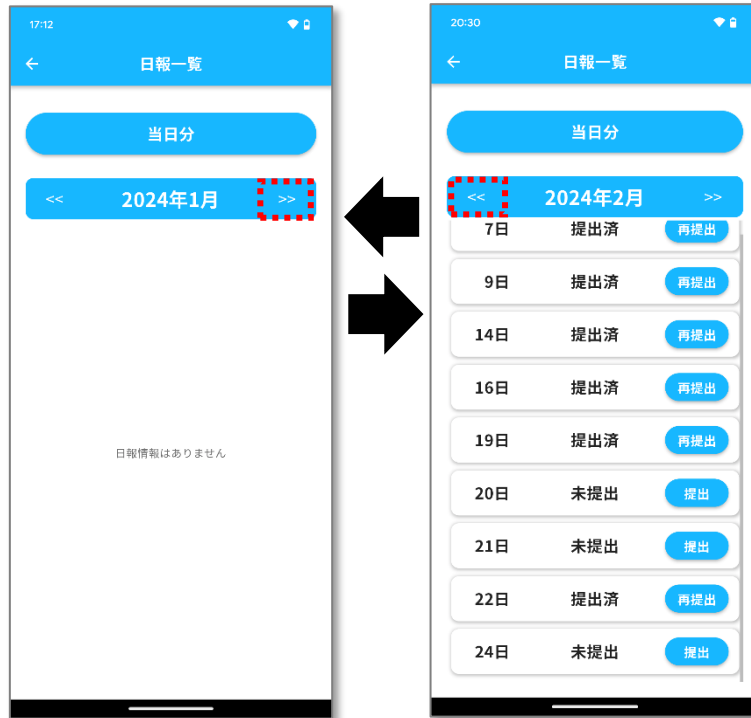 17:12
日報一覧
当日分
<< 2024年1月 >>
日報情報はありません
20:30
日報一覧
当日分
<< 2024年2月 >>
7日 提出済 再提出
9日 提出済 再提出
14日 提出済 再提出
16日 提出済 再提出
19日 提出済 再提出
20日 未提出 提出
21日 未提出 提出
22日 提出済 再提出
24日 未提出 提出